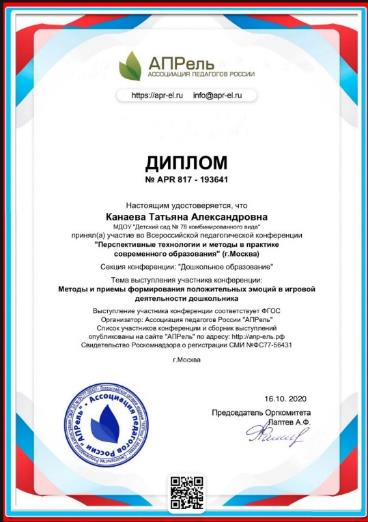 АПРель
АССОЦИАЦИЯ ПЕДАГОГОВ РОССИИ
https://apr-el.ru info@apr-el.ru
ДИПЛОМ
№ APR 817 - 193641
Настоящим удостоверяется, что
Канаева Татьяна Александровна
МДОУ "Детский сад № 78 комбинированного вида"
принял(а) участие во Всероссийской педагогической конференции
"Перспективные технологии и методы в практике
современного образования" (г.Москва)
Секция конференции: "Дошкольное образование"
Тема выступления участника конференции:
Методы и приемы формирования положительных эмоций в игровой
деятельности дошкольника
Выступление участника конференции соответствует ФГОС
Организатор: Ассоциация педагогов России "АПРель"
Список участников конференции и сборник выступлений
опубликованы на сайте "АПРель" по адресу: http://апр-ель.рф
Свидетельство Роскомнадзора о регистрации СМИ №ФС77-56431
г.Москва
16.10. 2020
Председатель Оргкомитета
Лаптев А.Ф.
Ассоциация педагогов России "АПРель"